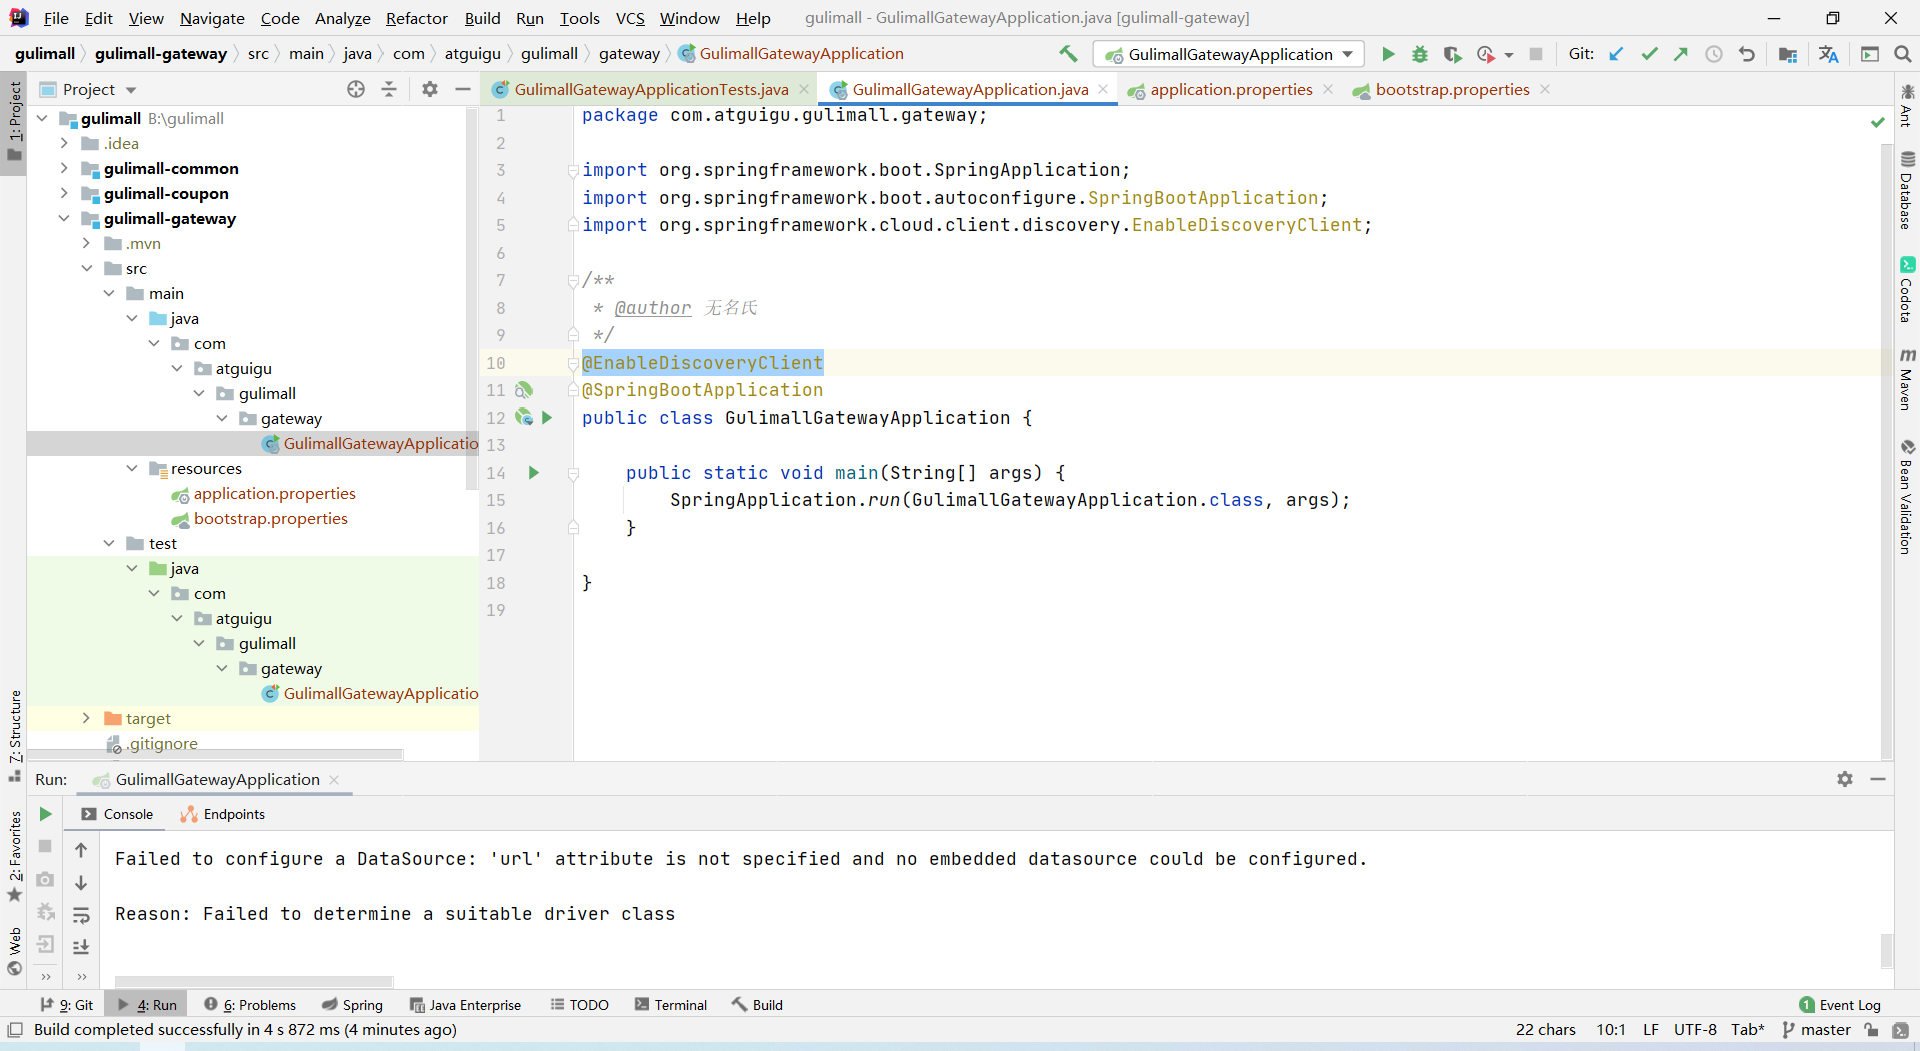 File Edit View Navigate Code Analyze Refactor Build Run Tools VCS Window Help gulimall - GulimallGatewayApplication.java [gulimall-gateway]
gulimall gulimall-gateway src main java com atguigu gulimall gateway GulimallGatewayApplication GulimallGatewayApplication Git:
Project
GulimallGatewayApplicationTests.java GulimallGatewayApplication.java application.properties bootstrap.properties
1: Project
7: Structure
2: Favorites
Web
gulimall B:\gulimall
.idea
gulimall-common
gulimall-coupon
gulimall-gateway
.mvn
src
main
java
com
atguigu
gulimall
gateway
GulimallGatewayApplicatio
resources
application.properties
bootstrap.properties
test
java
com
atguigu
gulimall
gateway
GulimallGatewayApplicatio
target
.gitignore
1 package com.atguigu.gulimall.gateway;
2
3 import org.springframework.boot.SpringApplication;
4 import org.springframework.boot.autoconfigure.SpringBootApplication;
5 import org.springframework.cloud.client.discovery.EnableDiscoveryClient;
6
7 /**
8 * @author 无名氏
9 */
10 @EnableDiscoveryClient
11 @SpringBootApplication
12 public class GulimallGatewayApplication {
13
14 public static void main(String[] args) {
15 SpringApplication.run(GulimallGatewayApplication.class, args);
16 }
17
18 }
19
Ant
Database
Codota
m Maven
Bean Validation
Run: GulimallGatewayApplication
Console Endpoints
Failed to configure a DataSource: 'url' attribute is not specified and no embedded datasource could be configured.
Reason: Failed to determine a suitable driver class
9: Git 4: Run 6: Problems Spring Java Enterprise TODO Terminal Build 1 Event Log
Build completed successfully in 4 s 872 ms (4 minutes ago) 22 chars 10:1 LF UTF-8 Tab* master